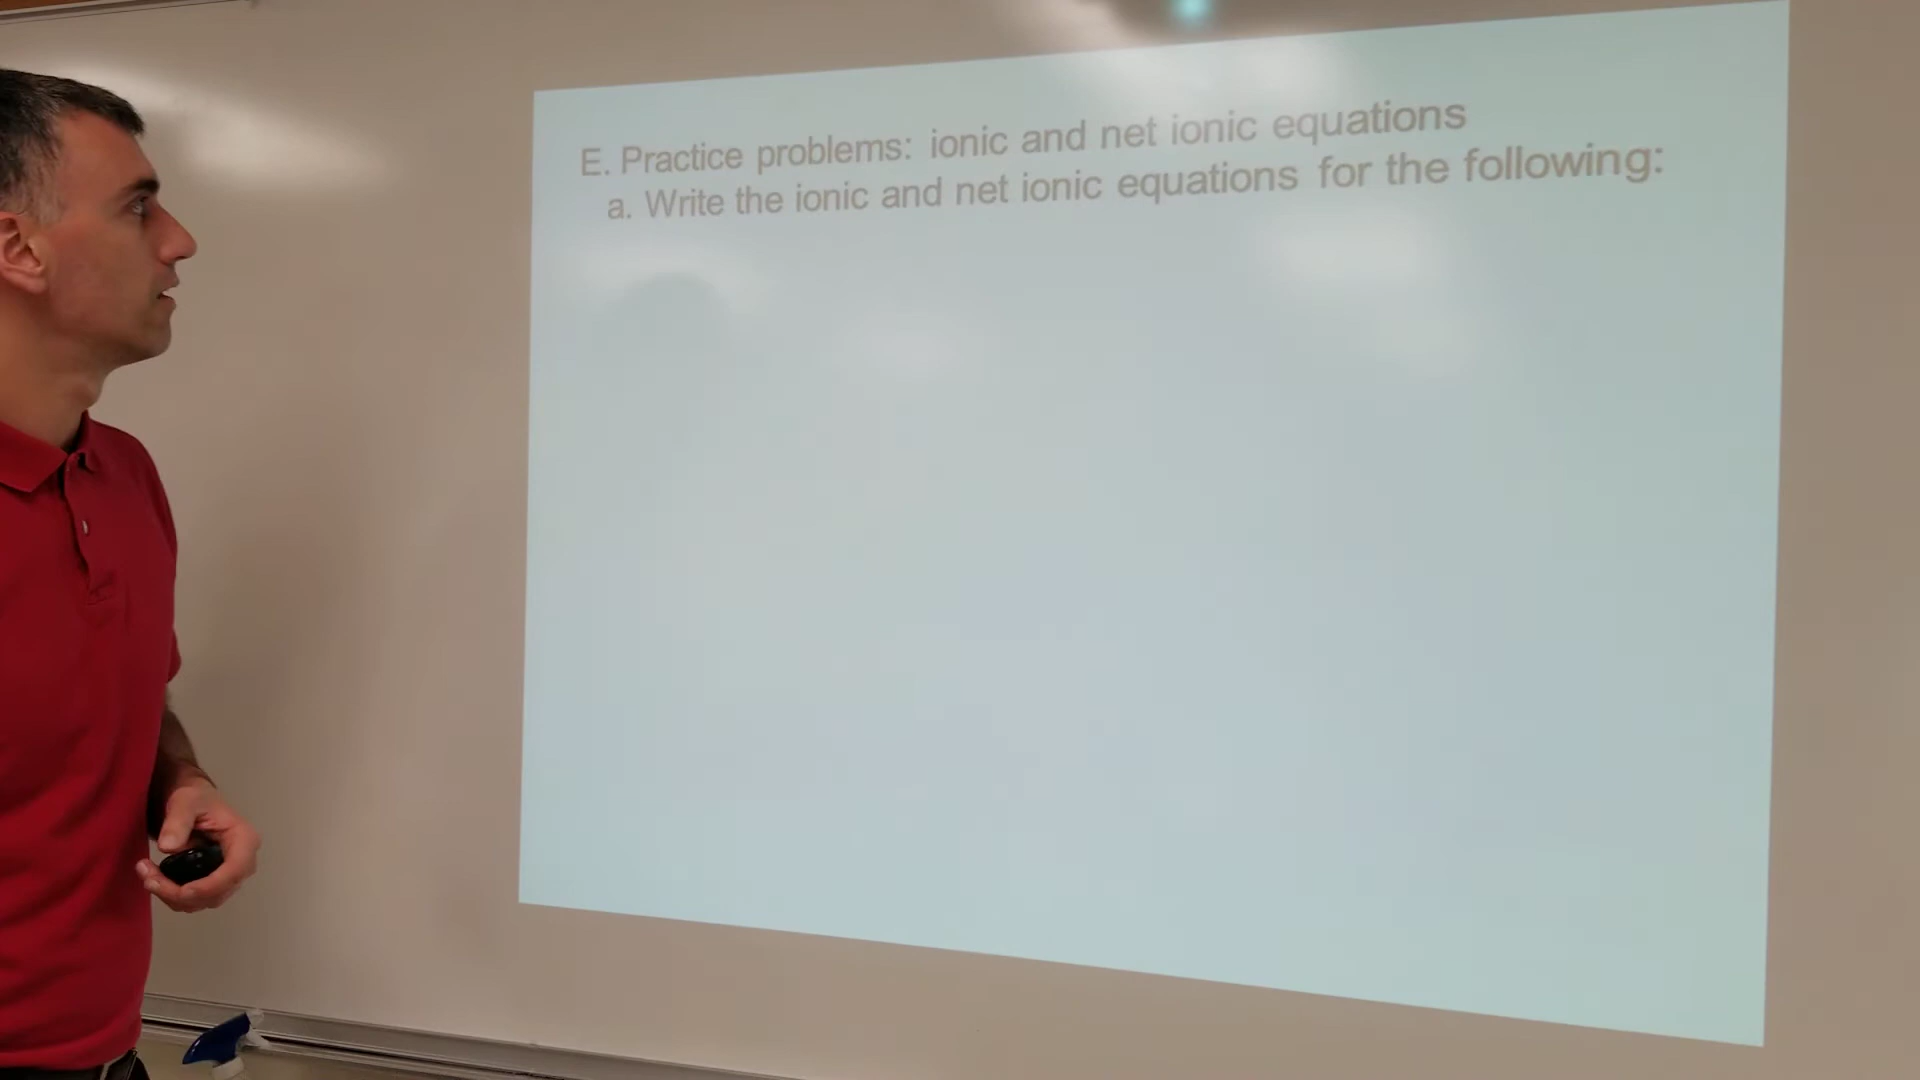 E. Practice problems: ionic and net ionic equations
a. Write the ionic and net ionic equations for the following: